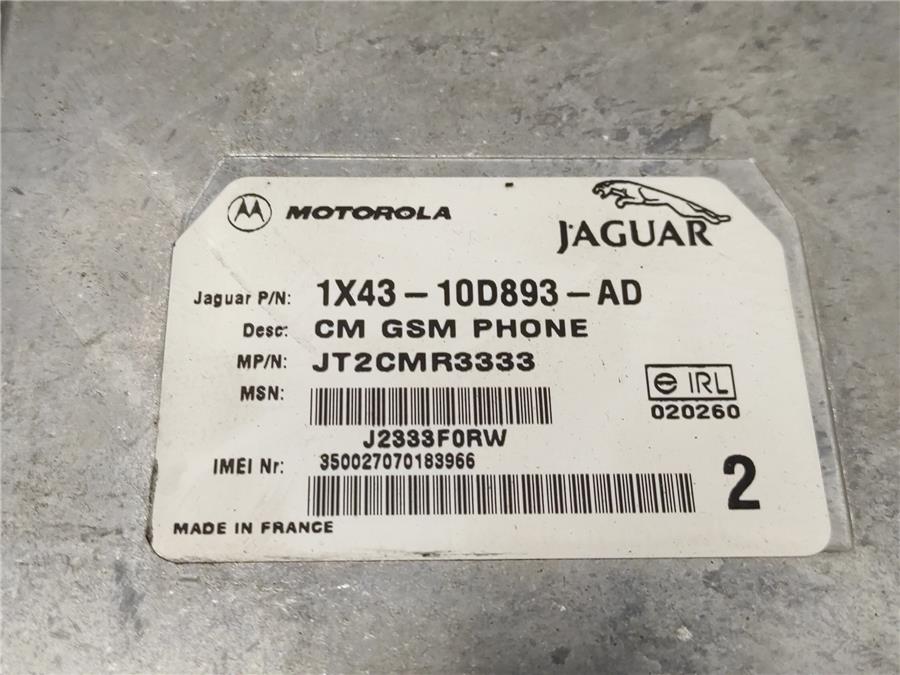 MOTOROLA
JAGUAR
Jaguar P/N: 1X43-10D893-AD
Desc: CM GSM PHONE
MP/N: JT2CMR3333
MSN:
e IRL
020260
J2333F0RW
IMEI Nr: 350027070183966
2
MADE IN FRANCE